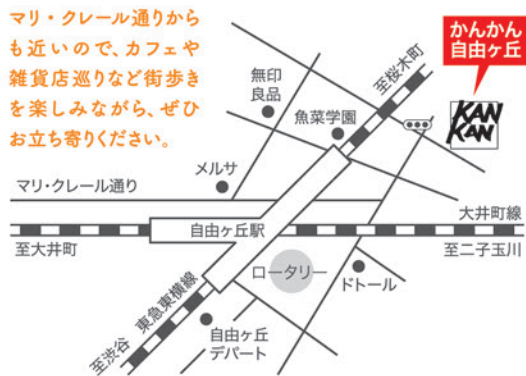 マリ・クレール通りから
も近いので、カフェや
雑貨店巡りなど街歩き
を楽しみながら、ぜひ
お立ち寄りください。
かんかん
自由ヶ丘
KAN
KAN
至桜木町
無印
良品
魚菜学園
メルサ
マリ・クレール通り
大井町線
自由ヶ丘駅
至大井町
至二子玉川
ロータリー
ドトール
東急東横線
至渋谷
自由ヶ丘
デパート